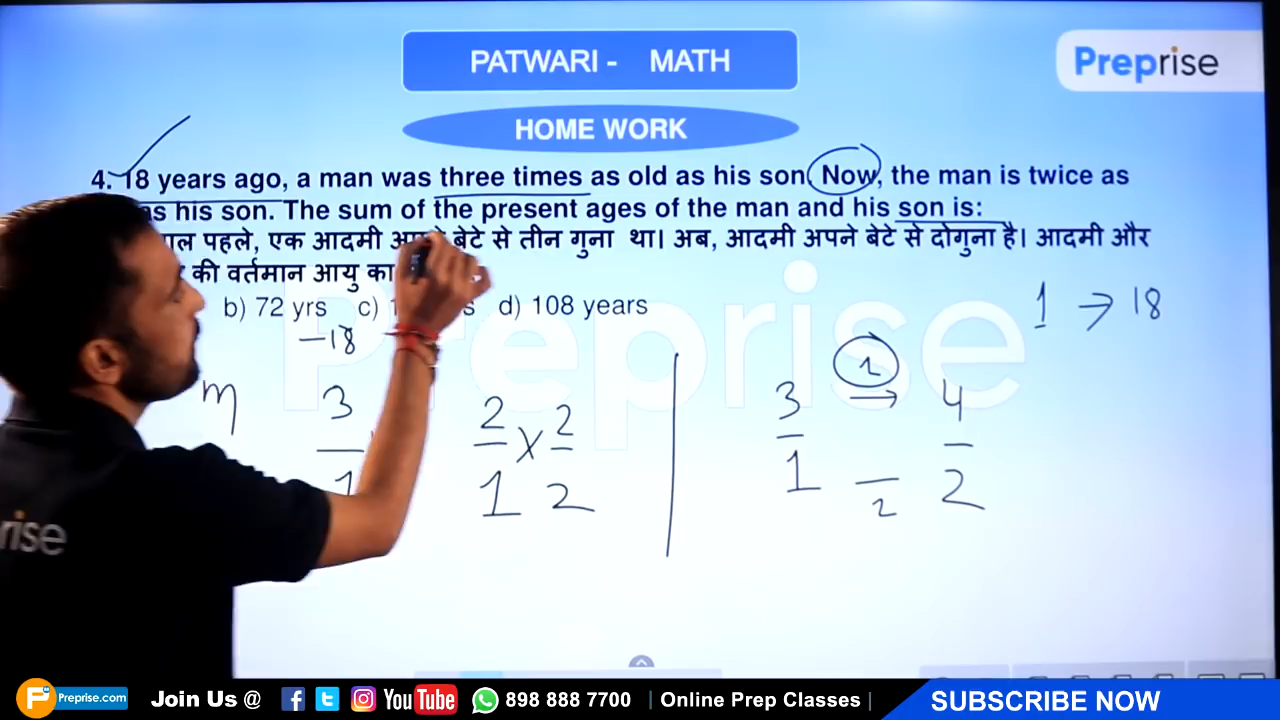 PATWARI - MATH
Preprise
HOME WORK
4. 18 years ago, a man was three times as old as his son. Now, the man is twice as
as his son. The sum of the present ages of the man and his son is:
पहले, एक आदमी अपने बेटे से तीन गुना था। अब, आदमी अपने बेटे से दोगुना है। आदमी और
की वर्तमान आयु का
b) 72 yrs c) d) 108 years
1 → 18
-18
m 3 2 × 2 3 1 → 4
1 1 2 1 2 2
rise
Preprise
Preprise.com Join Us @ YouTube 898 888 7700 | Online Prep Classes | SUBSCRIBE NOW